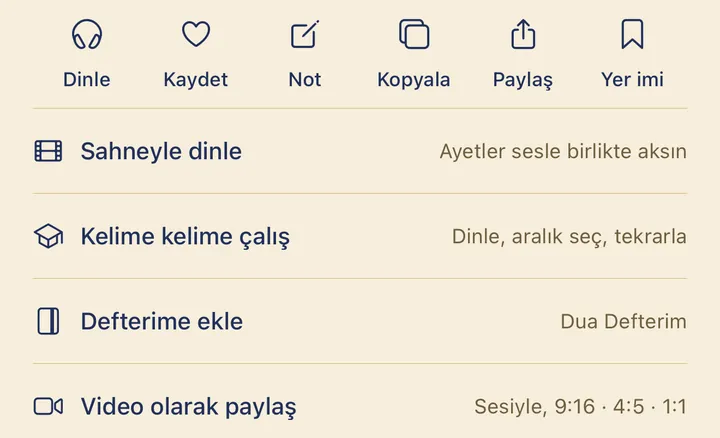 Dinle Kaydet Not Kopyala Paylaş Yer imi
Sahneyle dinle Ayetler sesle birlikte aksın
Kelime kelime çalış Dinle, aralık seç, tekrarla
Defterime ekle Dua Defterim
Video olarak paylaş Sesiyle, 9:16 · 4:5 · 1:1